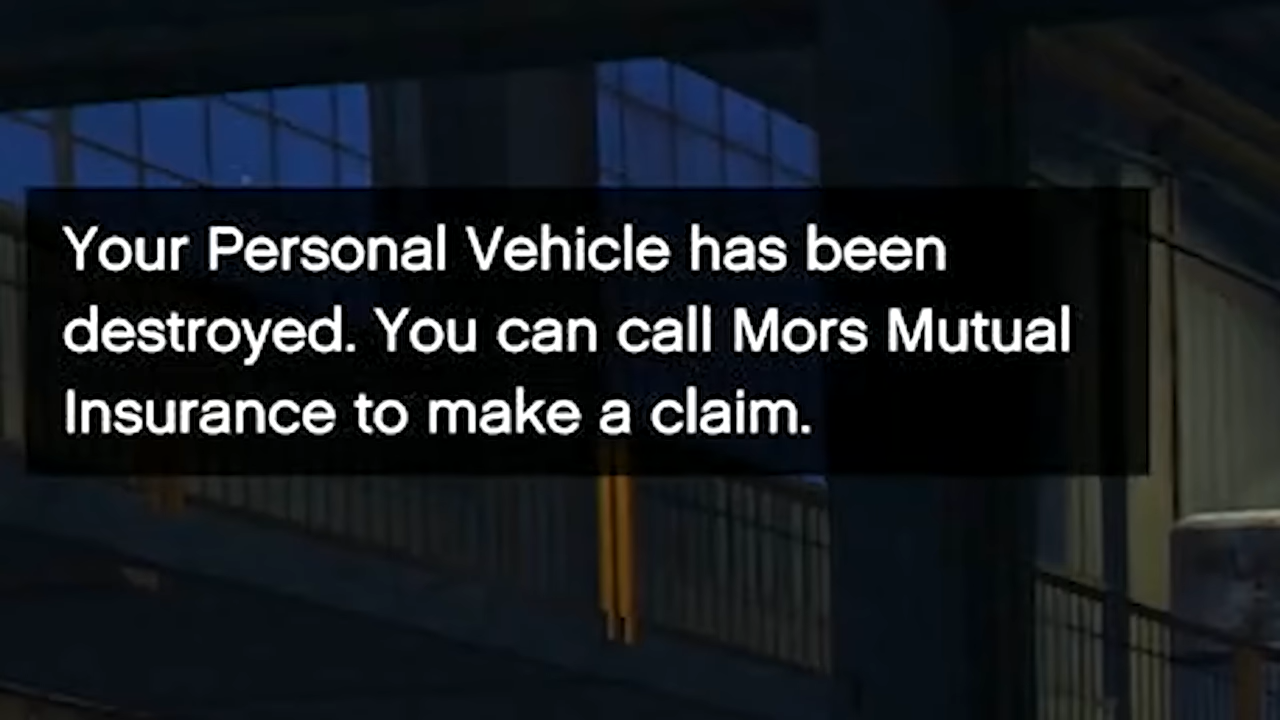 Your Personal Vehicle has been
destroyed. You can call Mors Mutual
Insurance to make a claim.